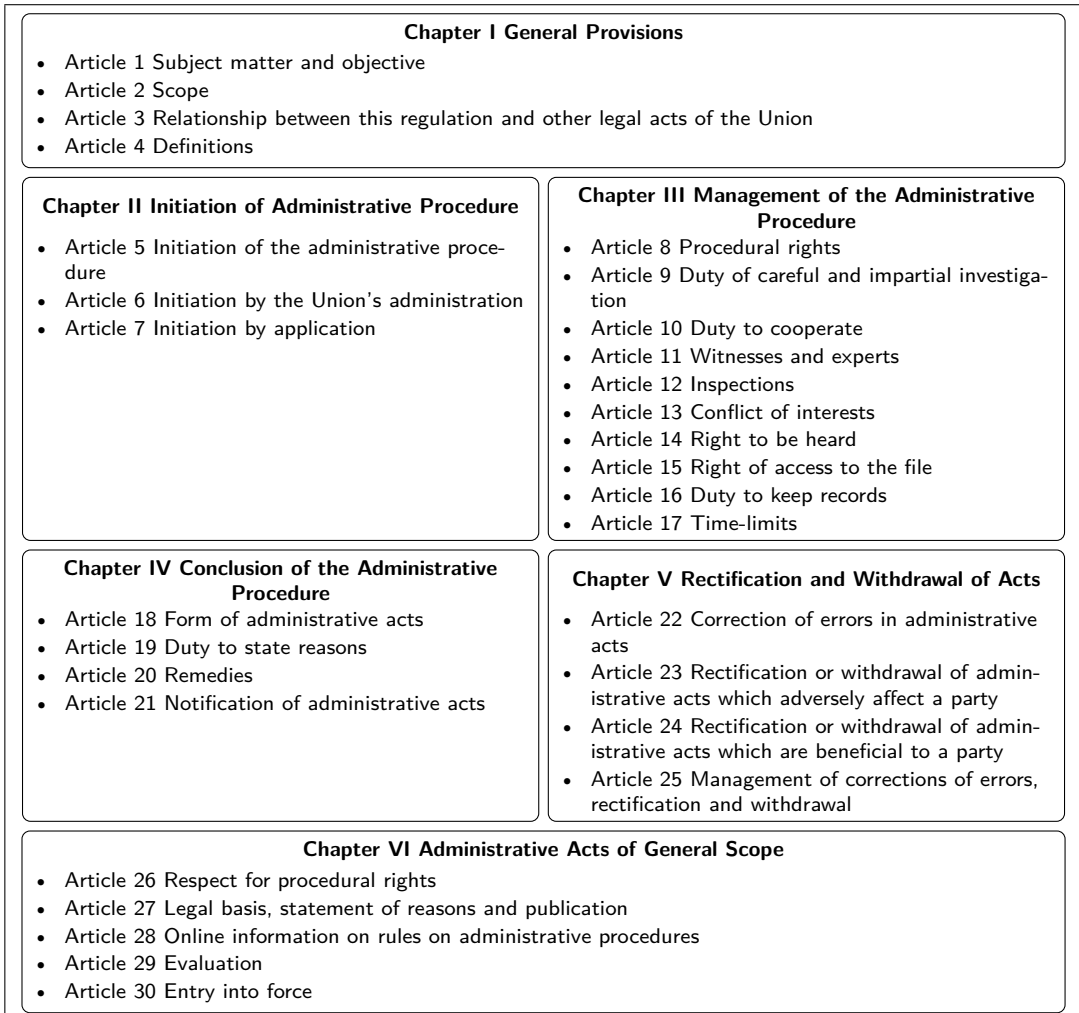 Chapter I General Provisions
• Article 1 Subject matter and objective
• Article 2 Scope
• Article 3 Relationship between this regulation and other legal acts of the Union
• Article 4 Definitions
Chapter II Initiation of Administrative Procedure
• Article 5 Initiation of the administrative proce-
dure
• Article 6 Initiation by the Union's administration
• Article 7 Initiation by application
Chapter III Management of the Administrative
Procedure
• Article 8 Procedural rights
• Article 9 Duty of careful and impartial investiga-
tion
• Article 10 Duty to cooperate
• Article 11 Witnesses and experts
• Article 12 Inspections
• Article 13 Conflict of interests
• Article 14 Right to be heard
• Article 15 Right of access to the file
• Article 16 Duty to keep records
• Article 17 Time-limits
Chapter IV Conclusion of the Administrative
Procedure
• Article 18 Form of administrative acts
• Article 19 Duty to state reasons
• Article 20 Remedies
• Article 21 Notification of administrative acts
Chapter V Rectification and Withdrawal of Acts
• Article 22 Correction of errors in administrative
acts
• Article 23 Rectification or withdrawal of admin-
istrative acts which adversely affect a party
• Article 24 Rectification or withdrawal of admin-
istrative acts which are beneficial to a party
• Article 25 Management of corrections of errors,
rectification and withdrawal
Chapter VI Administrative Acts of General Scope
• Article 26 Respect for procedural rights
• Article 27 Legal basis, statement of reasons and publication
• Article 28 Online information on rules on administrative procedures
• Article 29 Evaluation
• Article 30 Entry into force